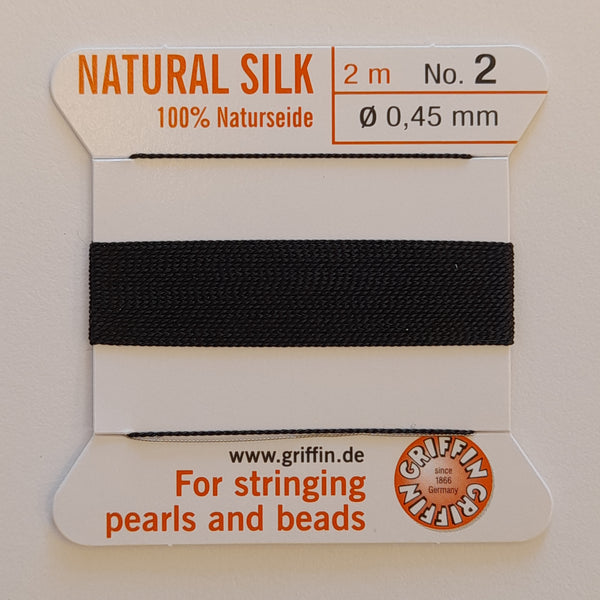 NATURAL SILK
100% Naturseide
2 m No. 2
Ø 0,45 mm
www.griffin.de
For stringing
pearls and beads
GRIFFIN GRIFFIN
since
1866
Germany